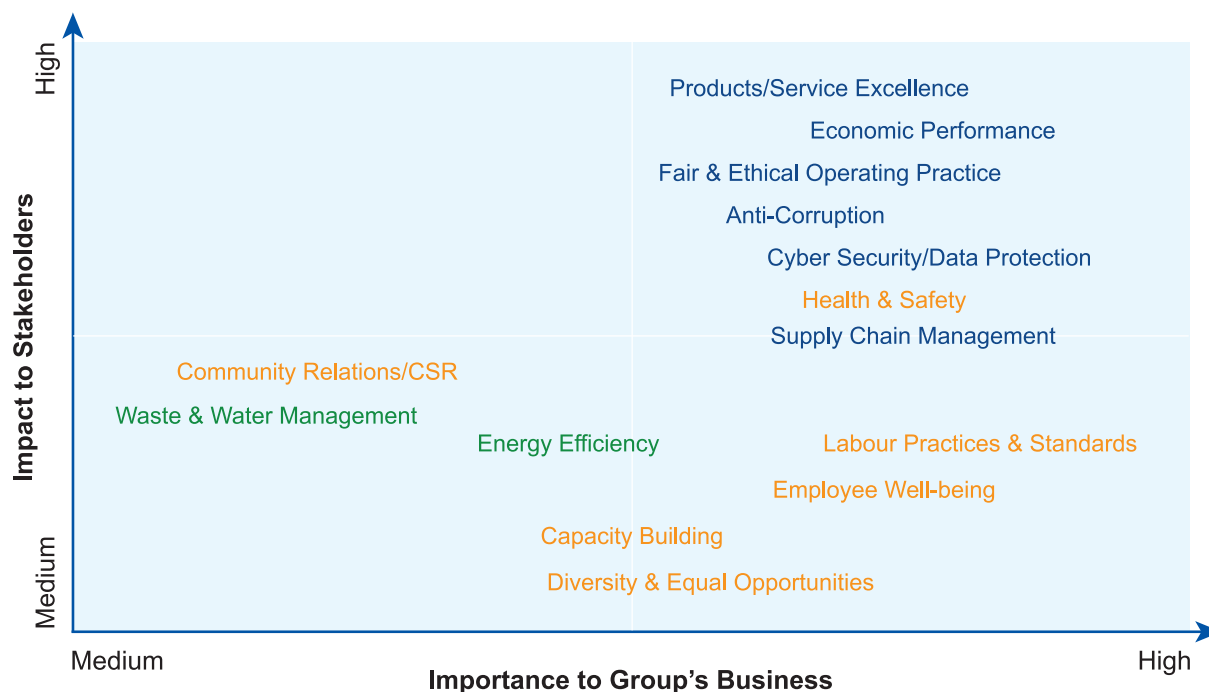 High
Products/Service Excellence
Economic Performance
Fair & Ethical Operating Practice
Anti-Corruption
Cyber Security/Data Protection
Health & Safety
Supply Chain Management
Impact to Stakeholders
Community Relations/CSR
Waste & Water Management
Energy Efficiency
Labour Practices & Standards
Employee Well-being
Capacity Building
Diversity & Equal Opportunities
Medium
Medium
High
Importance to Group's Business